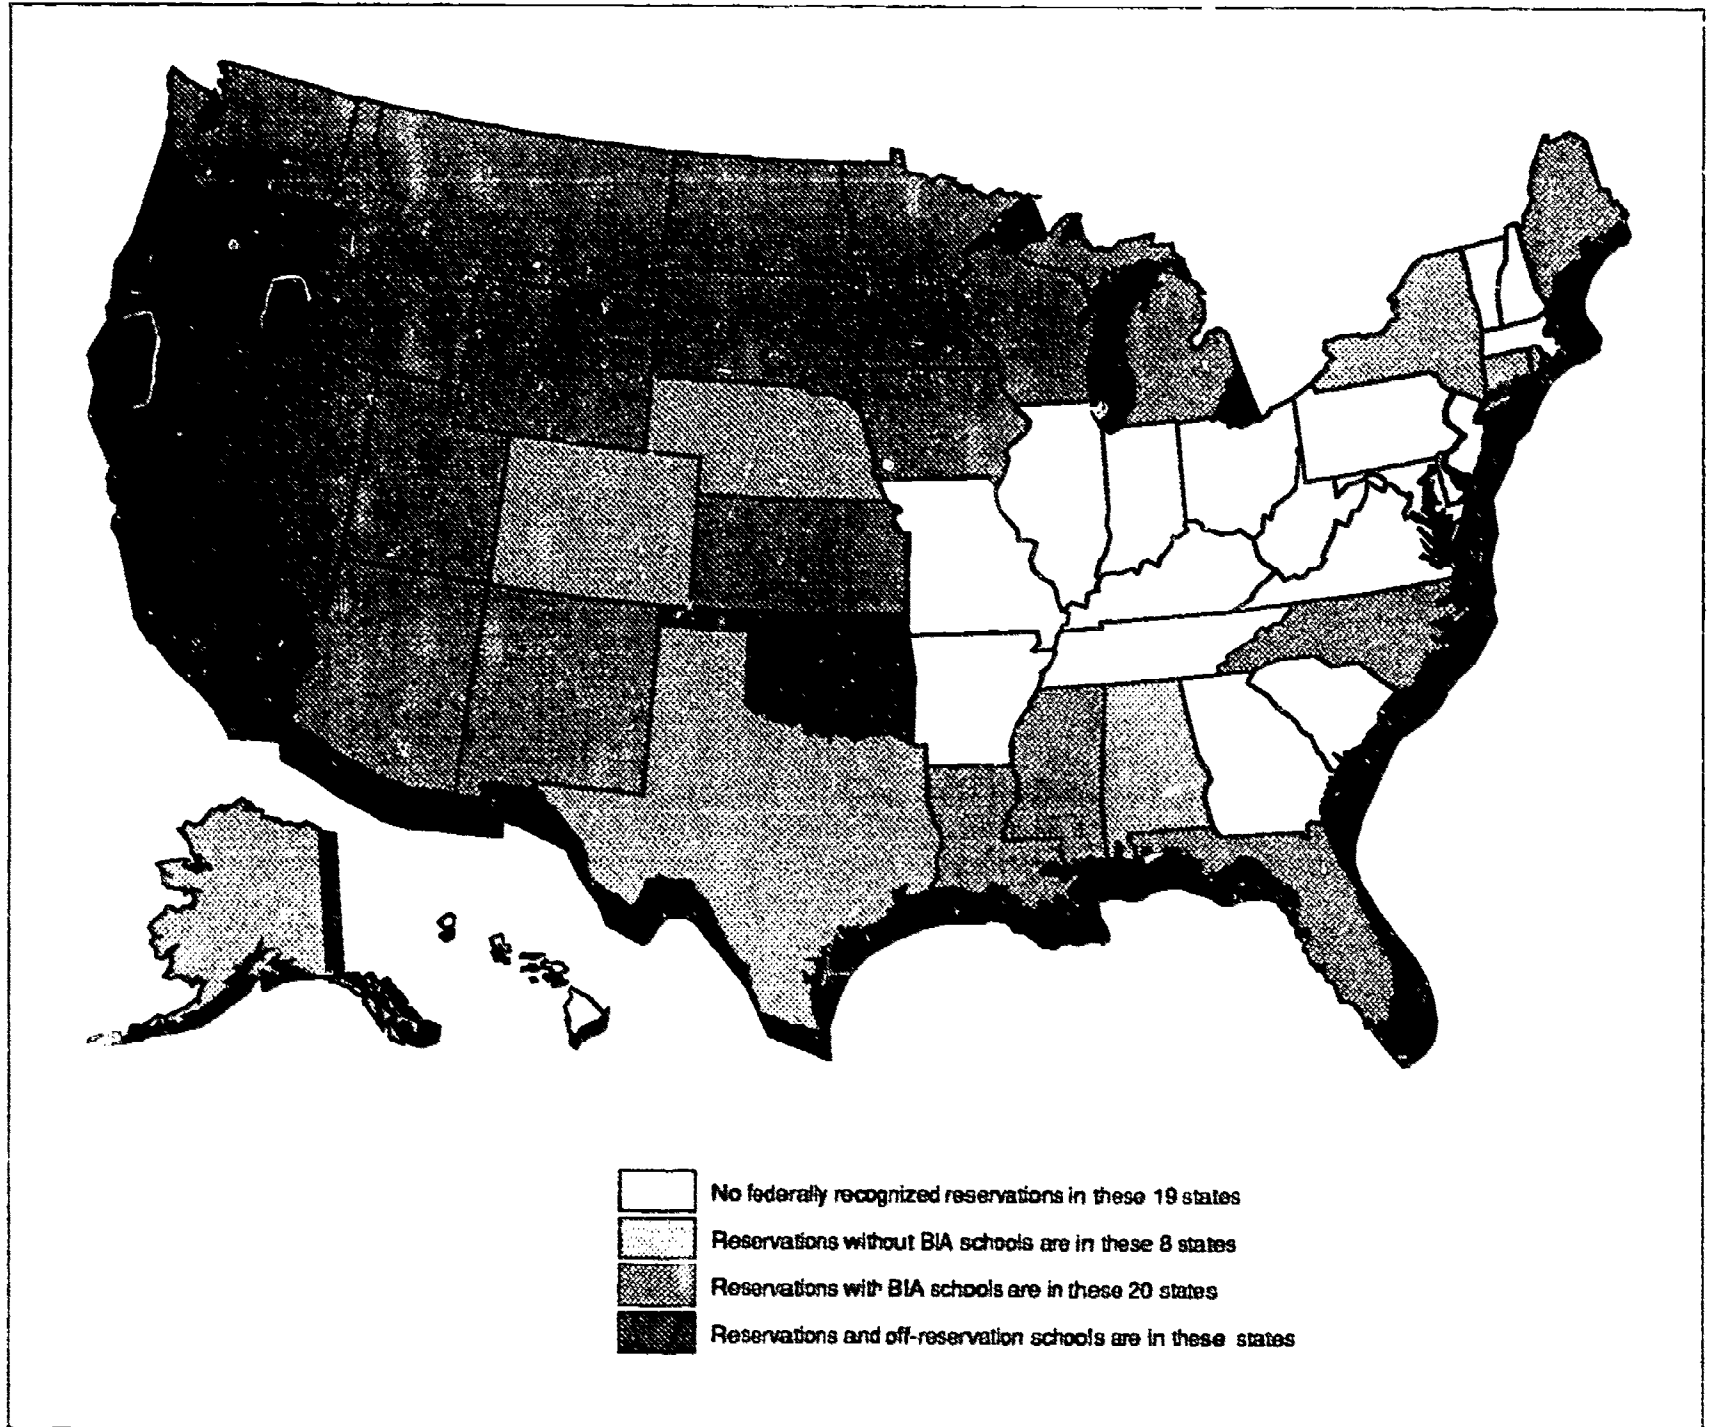 No federally recognized reservations in these 19 states
Reservations without BIA schools are in these 8 states
Reservations with BIA schools are in these 20 states
Reservations and off-reservation schools are in these states